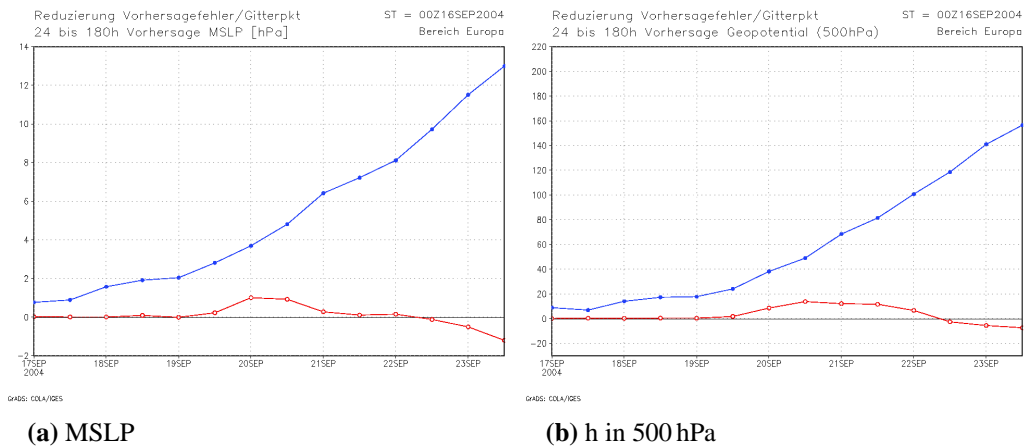 Reduzierung Vorhersagefehler/Gitterpkt ST = 00Z16SEP2004
24 bis 180h Vorhersage MSLP [hPa] Bereich Europa
14
12
10
8
6
4
2
0
-2
17SEP 18SEP 19SEP 20SEP 21SEP 22SEP 23SEP
2004
GrADS: COLA/IGES
(a) MSLP
Reduzierung Vorhersagefehler/Gitterpkt ST = 00Z16SEP2004
24 bis 180h Vorhersage Geopotential (500hPa) Bereich Europa
220
200
180
160
140
120
100
80
60
40
20
0
-20
17SEP 18SEP 19SEP 20SEP 21SEP 22SEP 23SEP
2004
GrADS: COLA/IGES
(b) h in 500 hPa